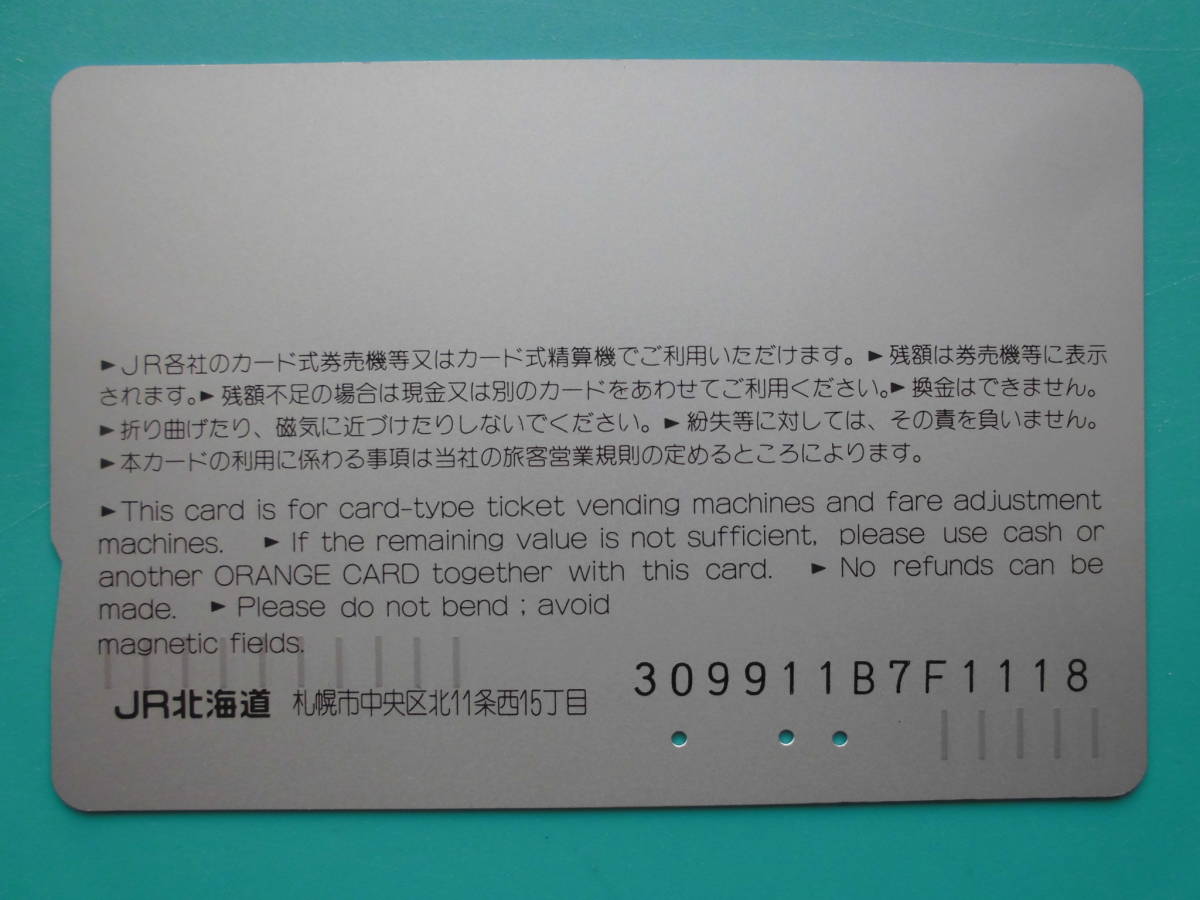 ►JR各社のカード式券売機等又はカード式精算機でご利用いただけます。►残額は券売機等に表示
されます。►残額不足の場合は現金又は別のカードをあわせてご利用ください。►換金はできません。
►折り曲げたり、磁気に近づけたりしないでください。►紛失等に対しては、その責を負いません。
►本カードの利用に係わる事項は当社の旅客営業規則の定めるところによります。
►This card is for card-type ticket vending machines and fare adjustment
machines. ►If the remaining value is not sufficient, please use cash or
another ORANGE CARD together with this card. ►No refunds can be
made. ►Please do not bend ; avoid
magnetic fields.
309911B7F1118
JR北海道 札幌市中央区北11条西15丁目